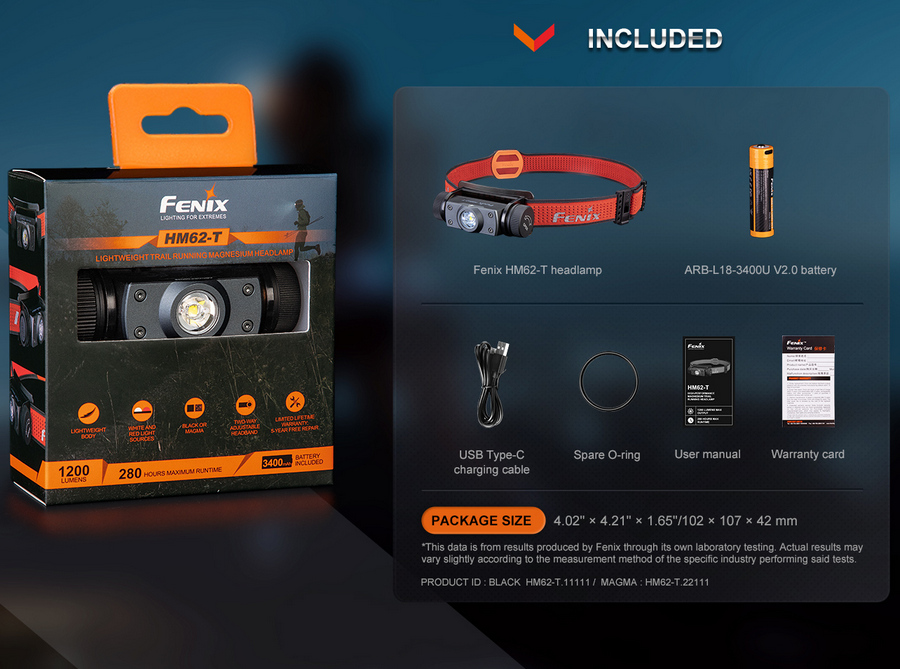 INCLUDED
FENIX
LIGHTING FOR EXTREMES
HM62-T
LIGHTWEIGHT TRAIL RUNNING MAGNESIUM HEADLAMP
LIGHTWEIGHT
BODY
WHITE AND
RED LIGHT
SOURCES
BLACK OR
MAGMA
TWO-WAY
ADJUSTABLE
HEADBAND
LIMITED LIFETIME
WARRANTY.
5-YEAR FREE REPAIR.
1200
LUMENS
280 HOURS MAXIMUM RUNTIME
3400mAh BATTERY
INCLUDED
FENIX
Fenix HM62-T headlamp
ARB-L18-3400U V2.0 battery
FENIX
HM62-T
FENIX
Warranty Card
USB Type-C
charging cable
Spare O-ring
User manual
Warranty card
PACKAGE SIZE 4.02" × 4.21" × 1.65"/102 × 107 × 42 mm
*This data is from results produced by Fenix through its own laboratory testing. Actual results may
vary slightly according to the measurement method of the specific industry performing said tests.
PRODUCT ID : BLACK HM62-T.11111 / MAGMA : HM62-T.22111